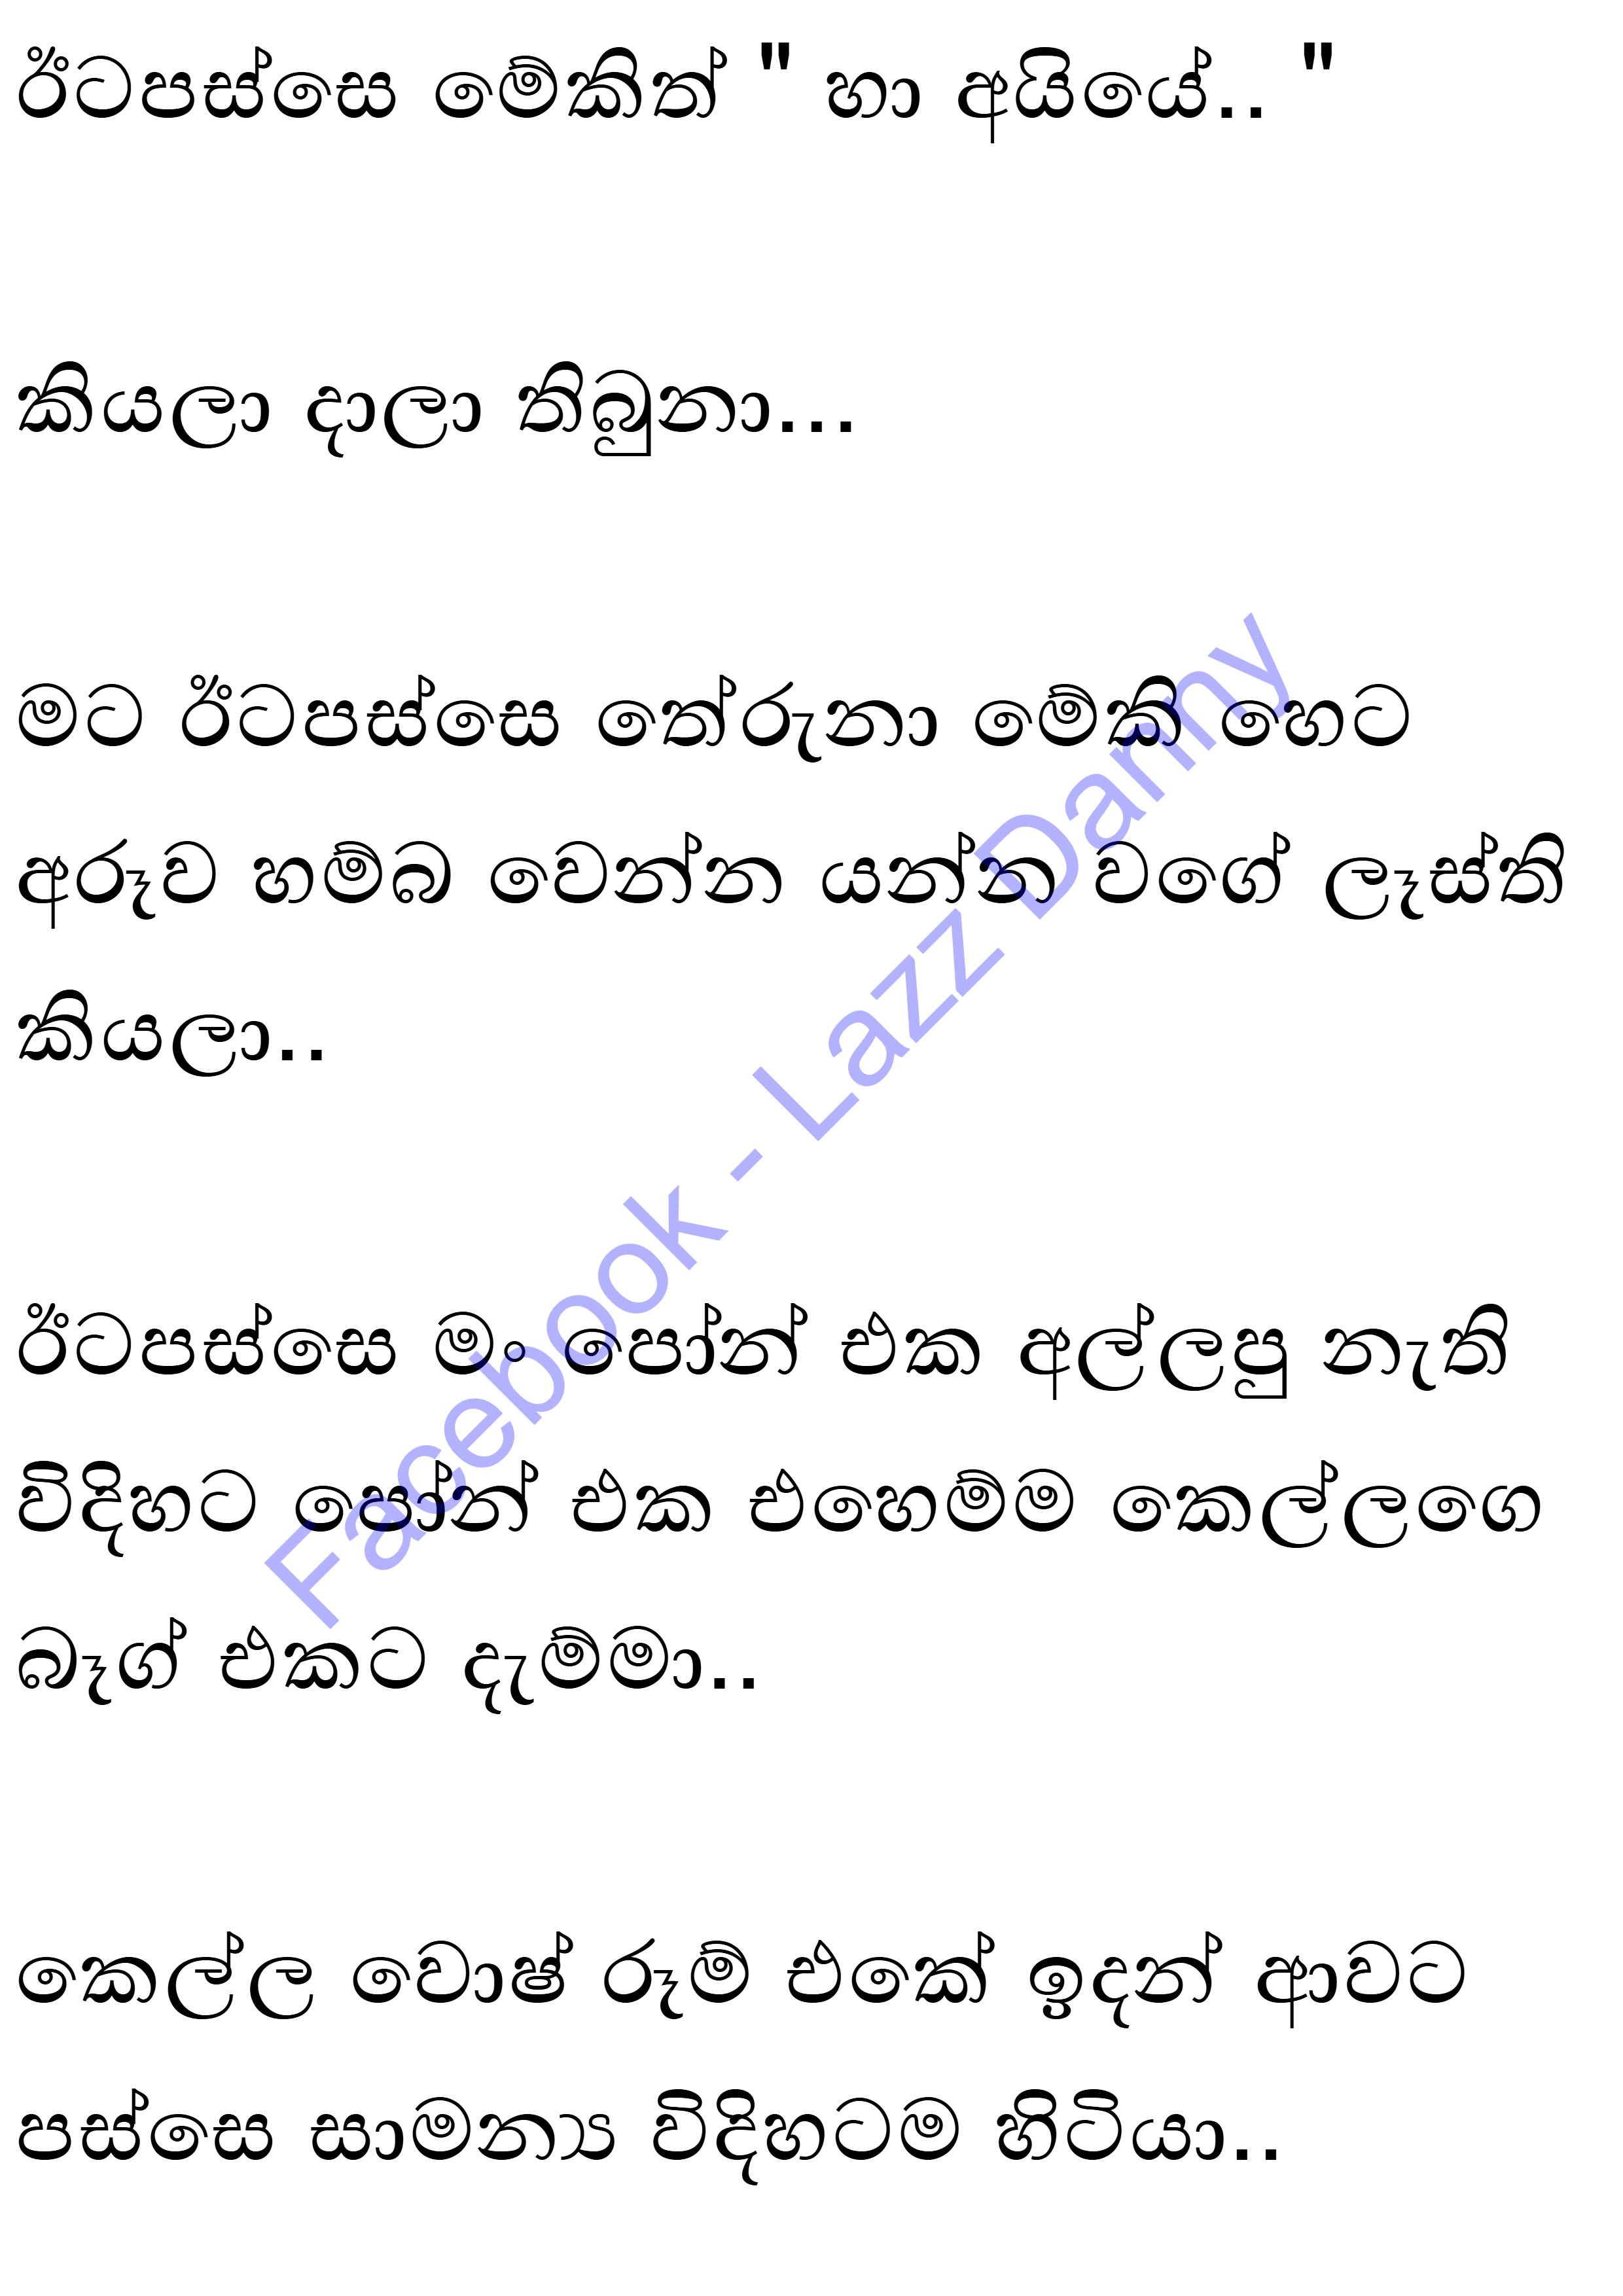 ඊටපස්සෙ මේකිත් " හා අයියේ.. "
කියලා දාලා තිබුනා...
මට ඊටපස්සෙ තේරුනා මේකි හෙට
අරූව හම්බ වෙන්න යන්න වගේ ලෑස්ති
කියලා..
ඊටපස්සෙ මං පෝන් එක අල්ලපු නැති
විදිහට පෝන් එක එහෙම්ම කෙල්ලගෙ
බෑග් එකට දැම්මා..
කෙල්ල වොෂ් රූම් එකේ ඉදන් ආවට
පස්සෙ සාමන්‍ය විදිහටම හිටියා..
Facebook - Lazz Danny